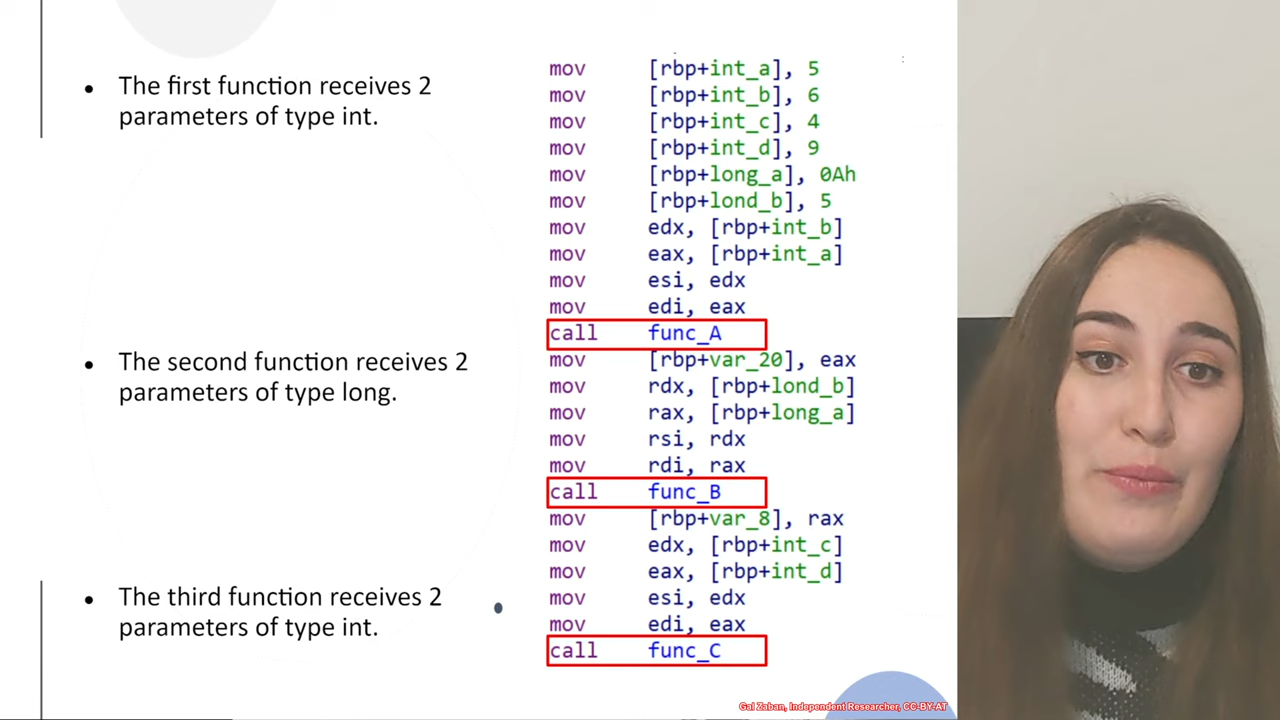 • The first function receives 2
parameters of type int.
• The second function receives 2
parameters of type long.
• The third function receives 2
parameters of type int.
mov [rbp+int_a], 5
mov [rbp+int_b], 6
mov [rbp+int_c], 4
mov [rbp+int_d], 9
mov [rbp+long_a], 0Ah
mov [rbp+lond_b], 5
mov edx, [rbp+int_b]
mov eax, [rbp+int_a]
mov esi, edx
mov edi, eax
call func_A
mov [rbp+var_20], eax
mov rdx, [rbp+lond_b]
mov rax, [rbp+long_a]
mov rsi, rdx
mov rdi, rax
call func_B
mov [rbp+var_8], rax
mov edx, [rbp+int_c]
mov eax, [rbp+int_d]
mov esi, edx
mov edi, eax
call func_C
Gal Zaban, Independent Researcher, CC-BY-AT